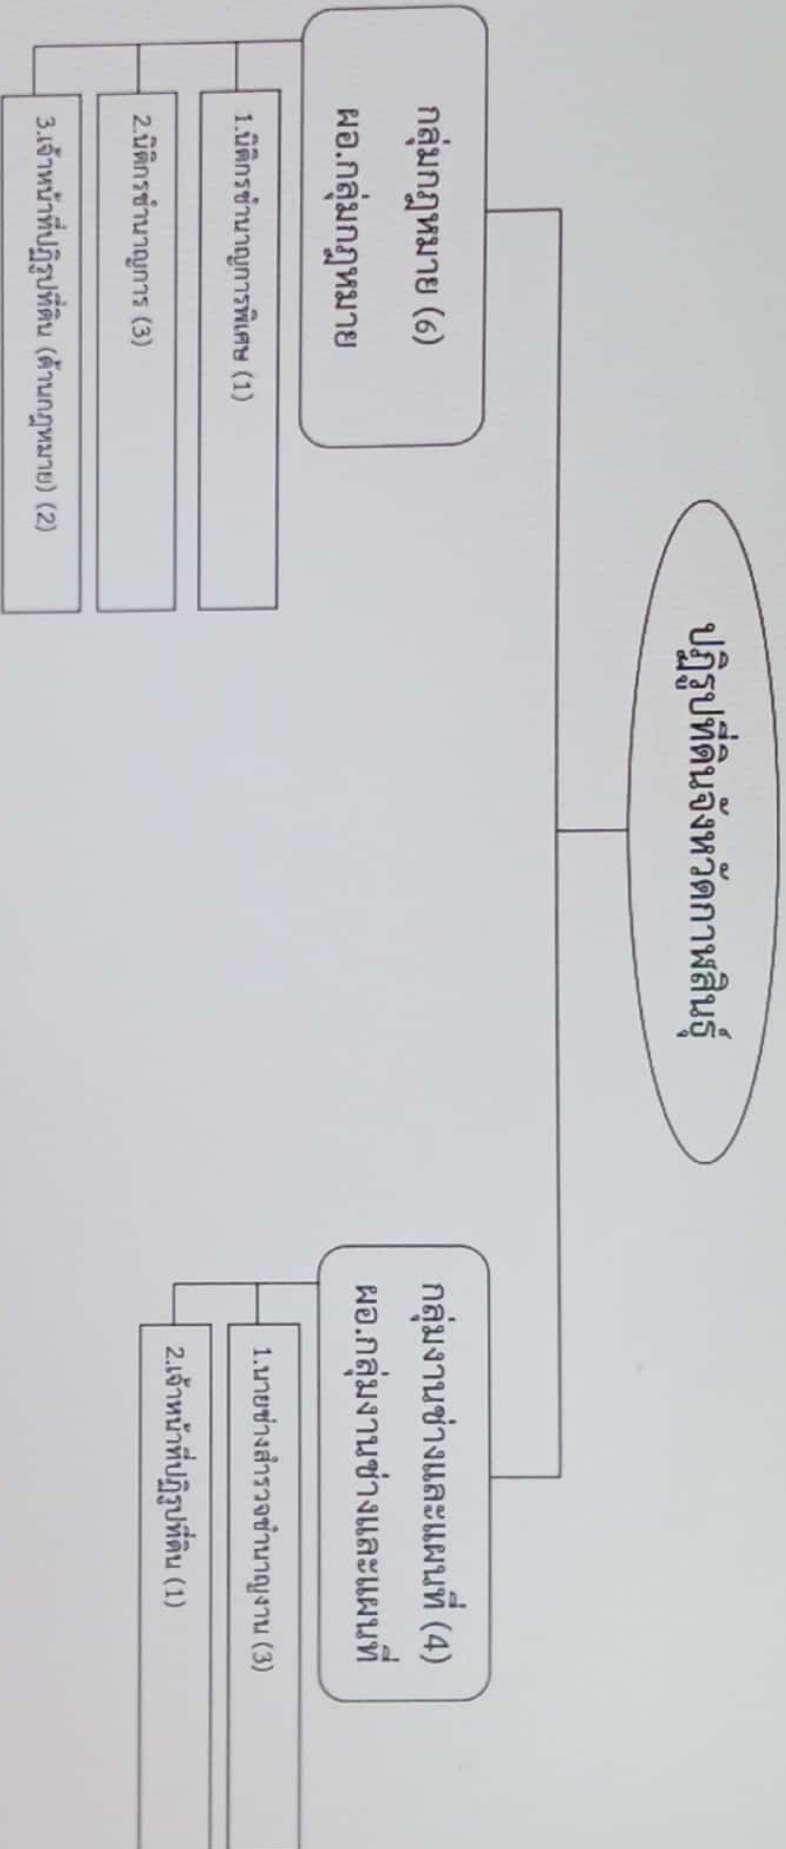 ปฏิรูปที่ดินจังหวัดกาฬสินธุ์
กลุ่มกฎหมาย (6)
ผอ.กลุ่มกฎหมาย
1.นิติกรชำนาญการพิเศษ (1)
2.นิติกรชำนาญการ (3)
3.เจ้าหน้าที่ปฏิรูปที่ดิน (ด้านกฎหมาย) (2)
กลุ่มงานช่างและแผนที่ (4)
ผอ.กลุ่มงานช่างและแผนที่
1.นายช่างสำรวจชำนาญงาน (3)
2.เจ้าหน้าที่ปฏิรูปที่ดิน (1)